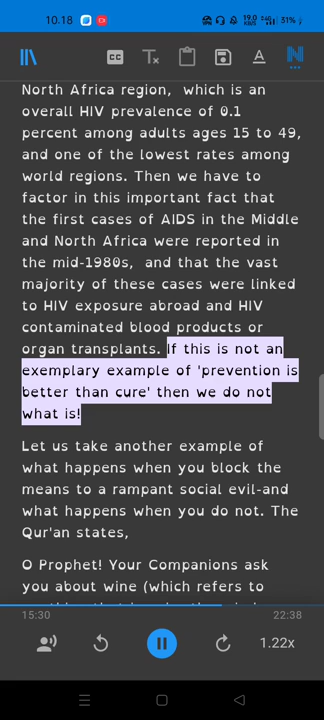 10.18
19.0
31%
CC
North Africa region, which is an
overall HIV prevalence of 0.1
percent among adults ages 15 to 49,
and one of the lowest rates among
world regions. Then we have to
factor in this important fact that
the first cases of AIDS in the Middle
and North Africa were reported in
the mid-1980s, and that the vast
majority of these cases were linked
to HIV exposure abroad and HIV
contaminated blood products or
organ transplants. If this is not an
exemplary example of 'prevention is
better than cure' then we do not
what is!
Let us take another example of
what happens when you block the
means to a rampant social evil-and
what happens when you do not. The
Qur'an states,
O Prophet! Your Companions ask
you about wine (which refers to
15:30
22:38
1.22x